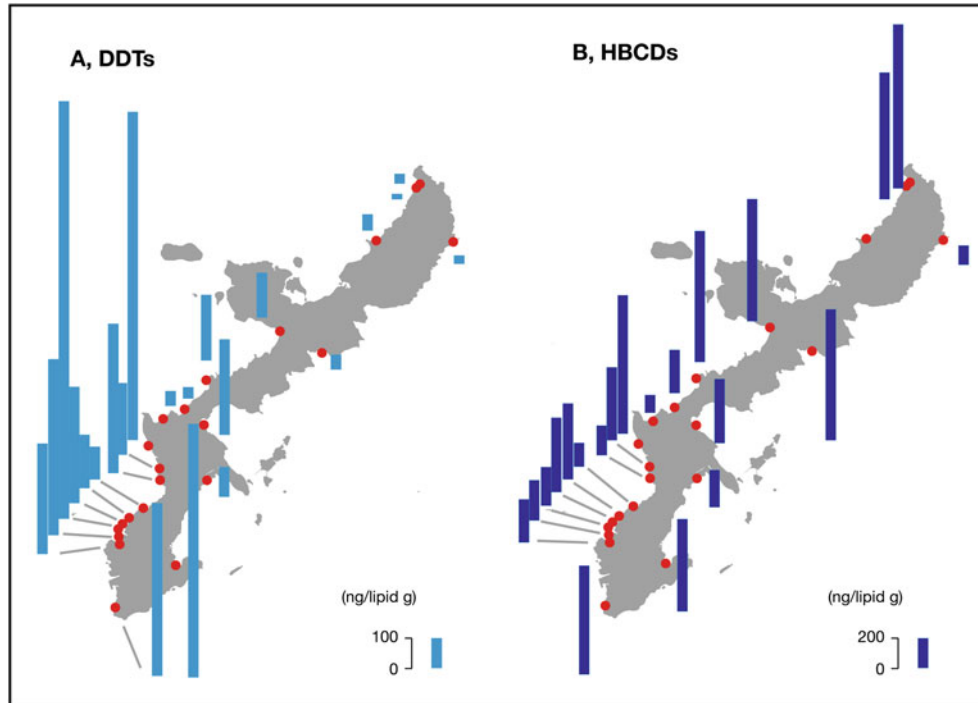 A, DDTs
B, HBCDs
(ng/lipid g)
100
0
(ng/lipid g)
200
0